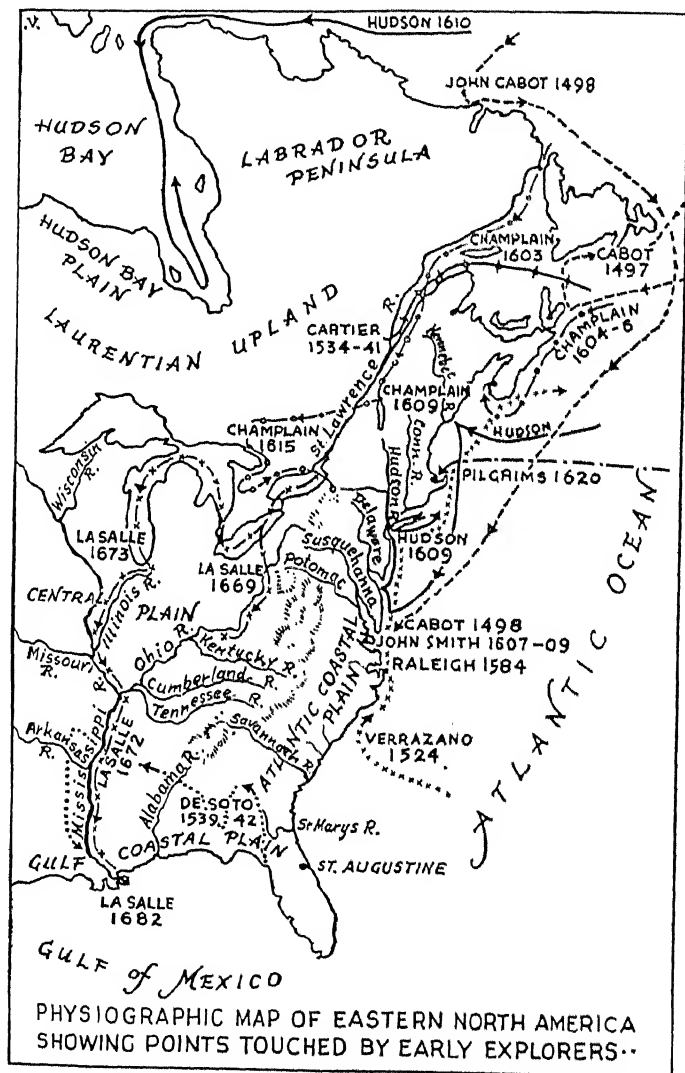 .V.
HUDSON 1610
JOHN CABOT 1498
HUDSON
BAY
LABRADOR
PENINSULA
HUDSON BAY
PLAIN
CHAMPLAIN
1603
CABOT
1497
LAURENTIAN UPLAND
CARTIER
1534-41
CHAMPLAIN
1604-6
St Lawrence R.
Kennebec R.
CHAMPLAIN
1609
CHAMPLAIN
1615
Conn. R.
HUDSON
Hudson R.
PILGRIMS 1620
Wisconsin
R.
LA SALLE
1673
LA SALLE
1669
Delaware
Susquehanna
Potomac
HUDSON
1609
CENTRAL
PLAIN
Illinois R.
CABOT 1498
JOHN SMITH 1607-09
RALEIGH 1584
Ohio R.
Kentucky R.
Missouri
R.
Cumberland R.
Tennessee R.
ATLANTIC COASTAL
PLAIN
ATLANTIC OCEAN
Savannah R.
VERRAZANO
1524
Arkansas
R.
Mississippi R.
LA SALLE
1672
Alabama R.
DE SOTO
1539-42
St Marys R.
COASTAL PLAIN
GULF
ST. AUGUSTINE
LA SALLE
1682
GULF of MEXICO
PHYSIOGRAPHIC MAP OF EASTERN NORTH AMERICA
SHOWING POINTS TOUCHED BY EARLY EXPLORERS··